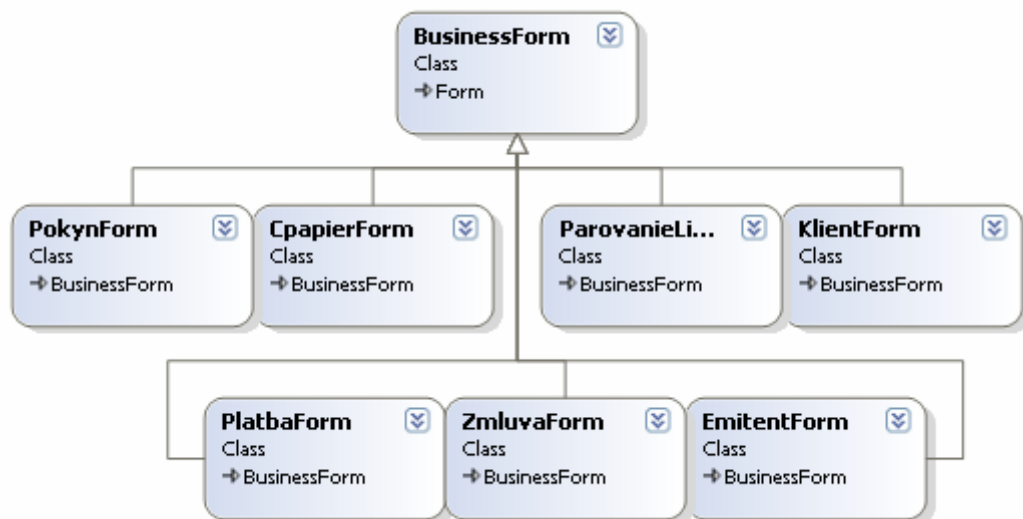 BusinessForm
Class
Form
PokynForm
Class
BusinessForm
CpapierForm
Class
BusinessForm
ParovanieLi...
Class
BusinessForm
KlientForm
Class
BusinessForm
PlatbaForm
Class
BusinessForm
ZmluvaForm
Class
BusinessForm
EmitentForm
Class
BusinessForm